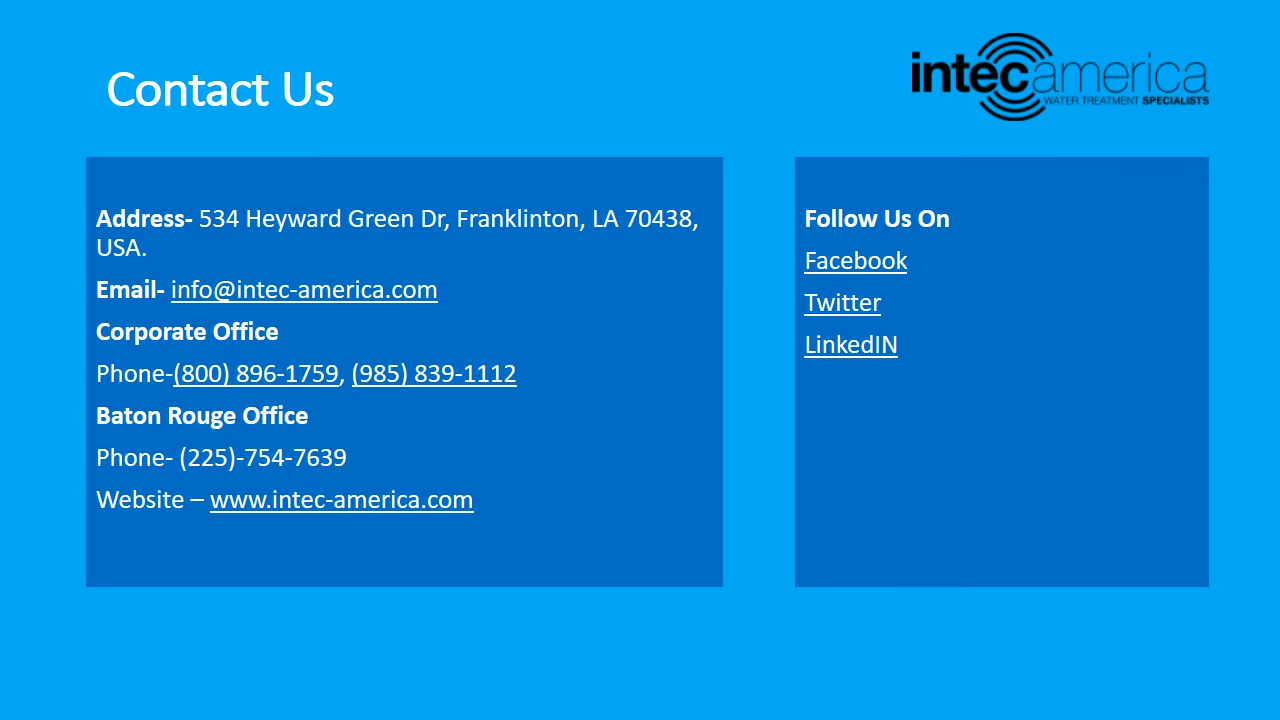 Contact Us
intecamerica
WATER TREATMENT SPECIALISTS
Address- 534 Heyward Green Dr, Franklinton, LA 70438,
USA.
Email- info@intec-america.com
Corporate Office
Phone-(800) 896-1759, (985) 839-1112
Baton Rouge Office
Phone- (225)-754-7639
Website – www.intec-america.com
Follow Us On
Facebook
Twitter
LinkedIN